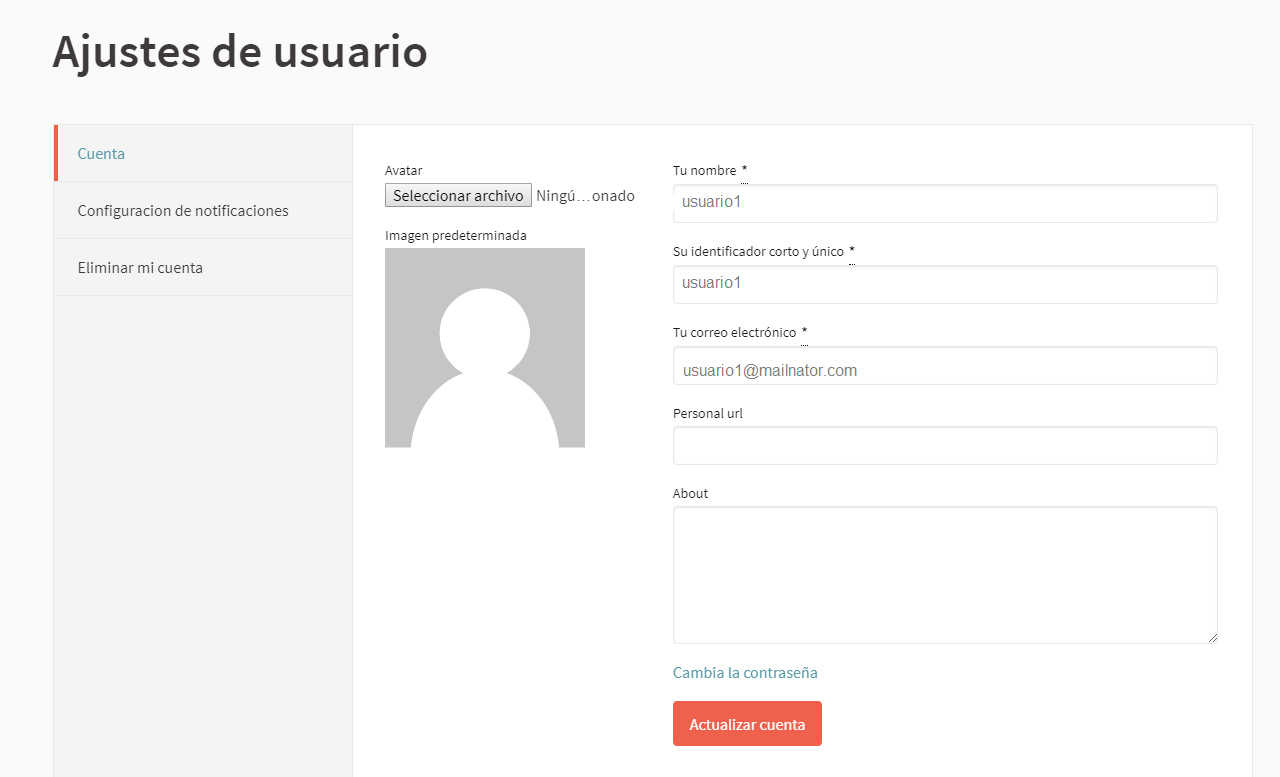 Ajustes de usuario
Cuenta
Configuracion de notificaciones
Eliminar mi cuenta
Avatar
Seleccionar archivo Ningú…onado
Imagen predeterminada
Tu nombre *
usuario1
Su identificador corto y único *
usuario1
Tu correo electrónico *
usuario1@mailnator.com
Personal url
About
Cambia la contraseña
Actualizar cuenta